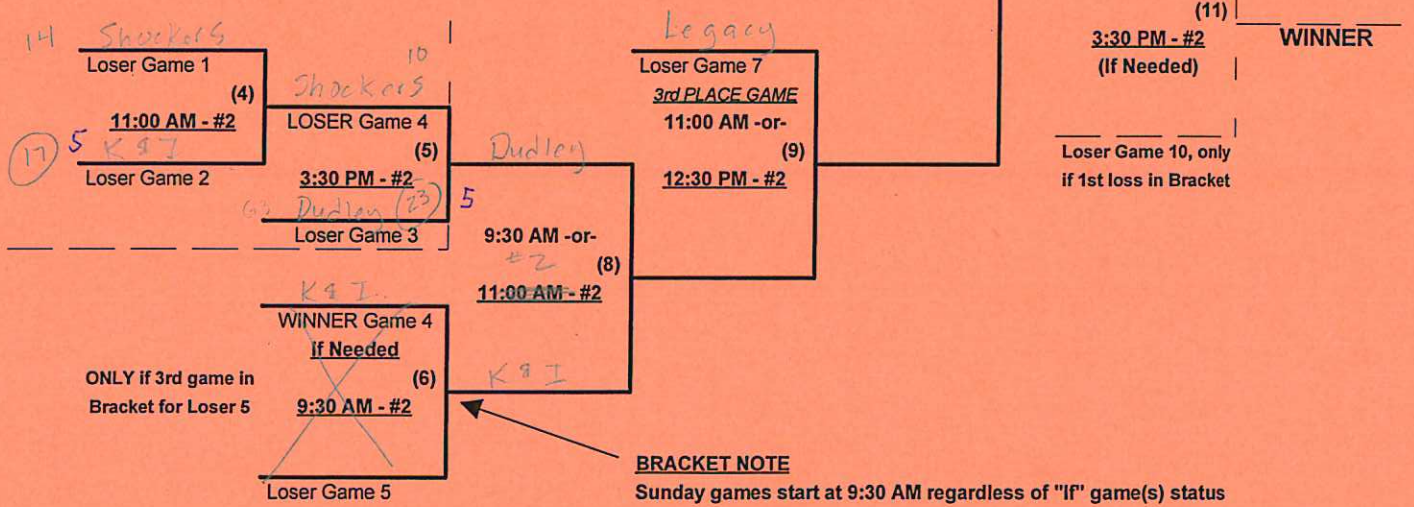 (11)
3:30 PM - #2
(If Needed)
WINNER
14 Shockers
Loser Game 1
(4)
11:00 AM - #2
17 5 K & I
Loser Game 2
10
Shockers
LOSER Game 4
(5)
3:30 PM - #2
G3 Dudley 23 5
Loser Game 3
Legacy
Loser Game 7
3rd PLACE GAME
11:00 AM -or-
(9)
12:30 PM - #2
Loser Game 10, only
if 1st loss in Bracket
Dudley
9:30 AM -or-
#2 (8)
11:00 AM - #2
K & I
K & I
WINNER Game 4
If Needed
(6)
9:30 AM - #2
Loser Game 5
ONLY if 3rd game in
Bracket for Loser 5
BRACKET NOTE
Sunday games start at 9:30 AM regardless of "If" game(s) status